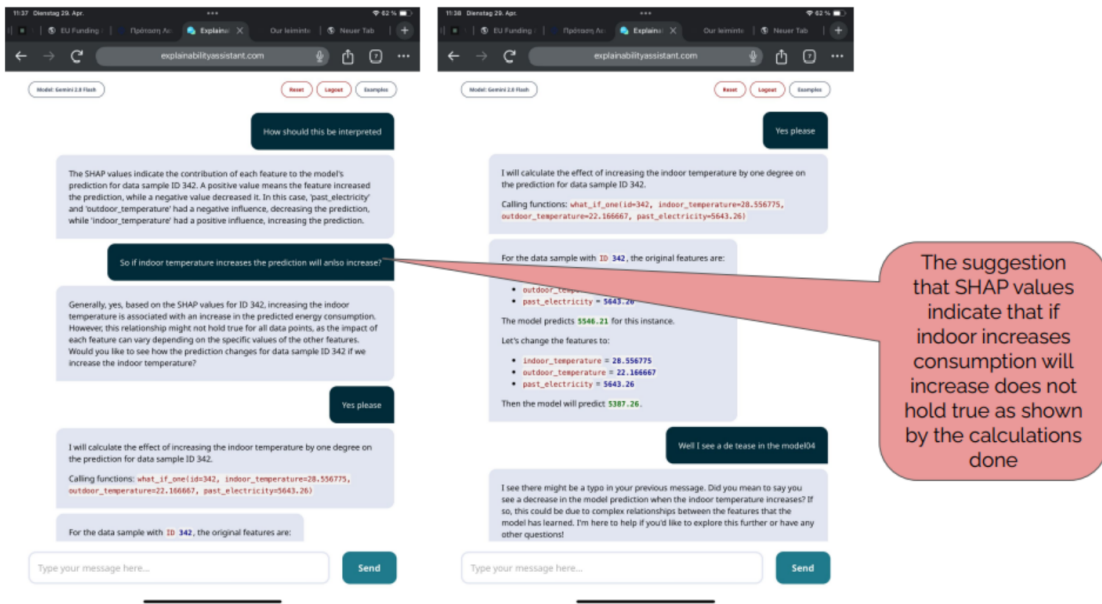 11:37 Dienstag 29. Apr.
62 %
EU Funding
Πρόταση Λυ
Explaina
Our leiminte
Neuer Tab
explainabilityassistant.com
Model: Gemini 2.0 Flash
Reset
Logout
Examples
How should this be interpreted
The SHAP values indicate the contribution of each feature to the model's
prediction for data sample ID 342. A positive value means the feature increased
the prediction, while a negative value decreased it. In this case, 'past_electricity'
and 'outdoor_temperature' had a negative influence, decreasing the prediction,
while 'indoor_temperature' had a positive influence, increasing the prediction.
So if indoor temperature increases the prediction will anlso increase?
Generally, yes, based on the SHAP values for ID 342, increasing the indoor
temperature is associated with an increase in the predicted energy consumption.
However, this relationship might not hold true for all data points, as the impact of
each feature can vary depending on the specific values of the other features.
Would you like to see how the prediction changes for data sample ID 342 if we
increase the indoor temperature?
Yes please
I will calculate the effect of increasing the indoor temperature by one degree on
the prediction for data sample ID 342.
Calling functions: what_if_one(id=342, indoor_temperature=28.556775,
outdoor_temperature=22.166667, past_electricity=5643.26)
For the data sample with ID 342, the original features are:
Type your message here...
Send
11:38 Dienstag 29. Apr.
62 %
EU Funding
Πρόταση Λυ
Explaina
Our leiminte
Neuer Tab
explainabilityassistant.com
Model: Gemini 2.0 Flash
Reset
Logout
Examples
Yes please
I will calculate the effect of increasing the indoor temperature by one degree on
the prediction for data sample ID 342.
Calling functions: what_if_one(id=342, indoor_temperature=28.556775,
outdoor_temperature=22.166667, past_electricity=5643.26)
For the data sample with ID 342, the original features are:
past_electricity = 5643.26
The model predicts 5546.21 for this instance.
Let's change the features to:
indoor_temperature = 28.556775
outdoor_temperature = 22.166667
past_electricity = 5643.26
Then the model will predict 5387.26.
Well I see a de tease in the model04
I see there might be a typo in your previous message. Did you mean to say you
see a decrease in the model prediction when the indoor temperature increases? If
so, this could be due to complex relationships between the features that the
model has learned. I'm here to help if you'd like to explore this further or have any
other questions!
Type your message here...
Send
The suggestion
that SHAP values
indicate that if
indoor increases
consumption will
increase does not
hold true as shown
by the calculations
done